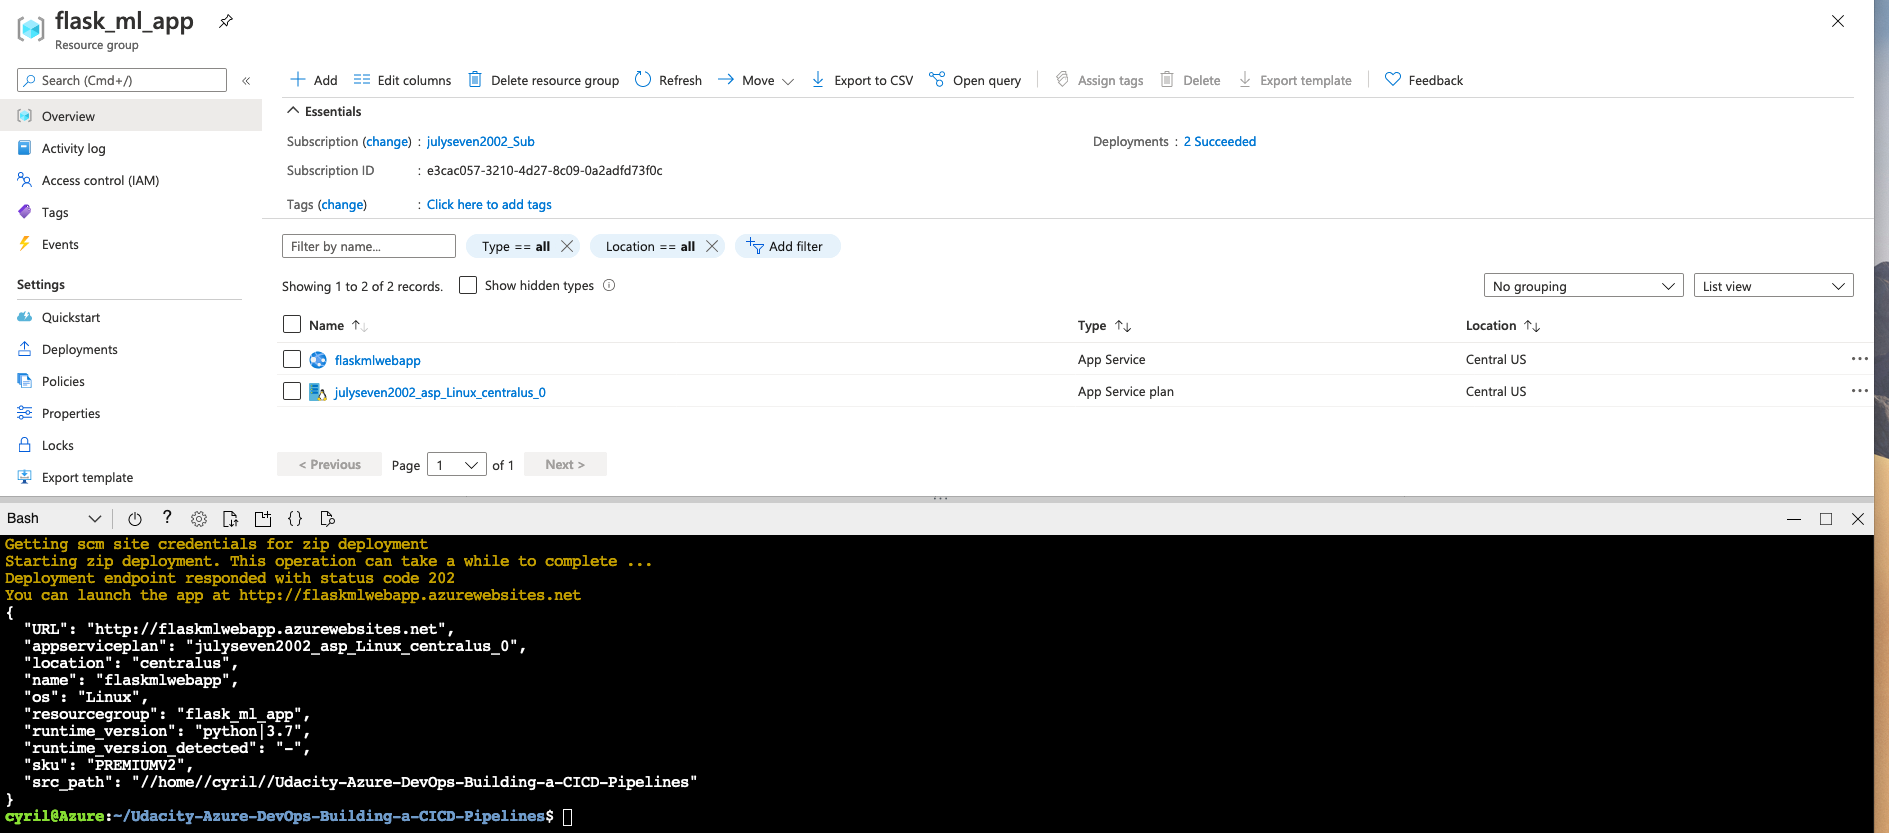 flask_ml_app
Resource group
Search (Cmd+/)
«
Overview
Activity log
Access control (IAM)
Tags
Events
Settings
Quickstart
Deployments
Policies
Properties
Locks
Export template
Add
Edit columns
Delete resource group
Refresh
Move
Export to CSV
Open query
Assign tags
Delete
Export template
Feedback
Essentials
Subscription (change) : julyseven2002_Sub
Deployments : 2 Succeeded
Subscription ID : e3cac057-3210-4d27-8c09-0a2adfd73f0c
Tags (change) : Click here to add tags
Filter by name...
Type == all
Location == all
Add filter
Showing 1 to 2 of 2 records.
Show hidden types
No grouping
List view
Name
Type
Location
flaskmlwebapp
App Service
Central US
julyseven2002_asp_Linux_centralus_0
App Service plan
Central US
< Previous
Page 1 of 1
Next >
Bash
Getting scm site credentials for zip deployment
Starting zip deployment. This operation can take a while to complete ...
Deployment endpoint responded with status code 202
You can launch the app at http://flaskmlwebapp.azurewebsites.net
{
"URL": "http://flaskmlwebapp.azurewebsites.net",
"appserviceplan": "julyseven2002_asp_Linux_centralus_0",
"location": "centralus",
"name": "flaskmlwebapp",
"os": "Linux",
"resourcegroup": "flask_ml_app",
"runtime_version": "python|3.7",
"runtime_version_detected": "-",
"sku": "PREMIUMV2",
"src_path": "//home//cyril//Udacity-Azure-DevOps-Building-a-CICD-Pipelines"
}
cyril@Azure:~/Udacity-Azure-DevOps-Building-a-CICD-Pipelines$